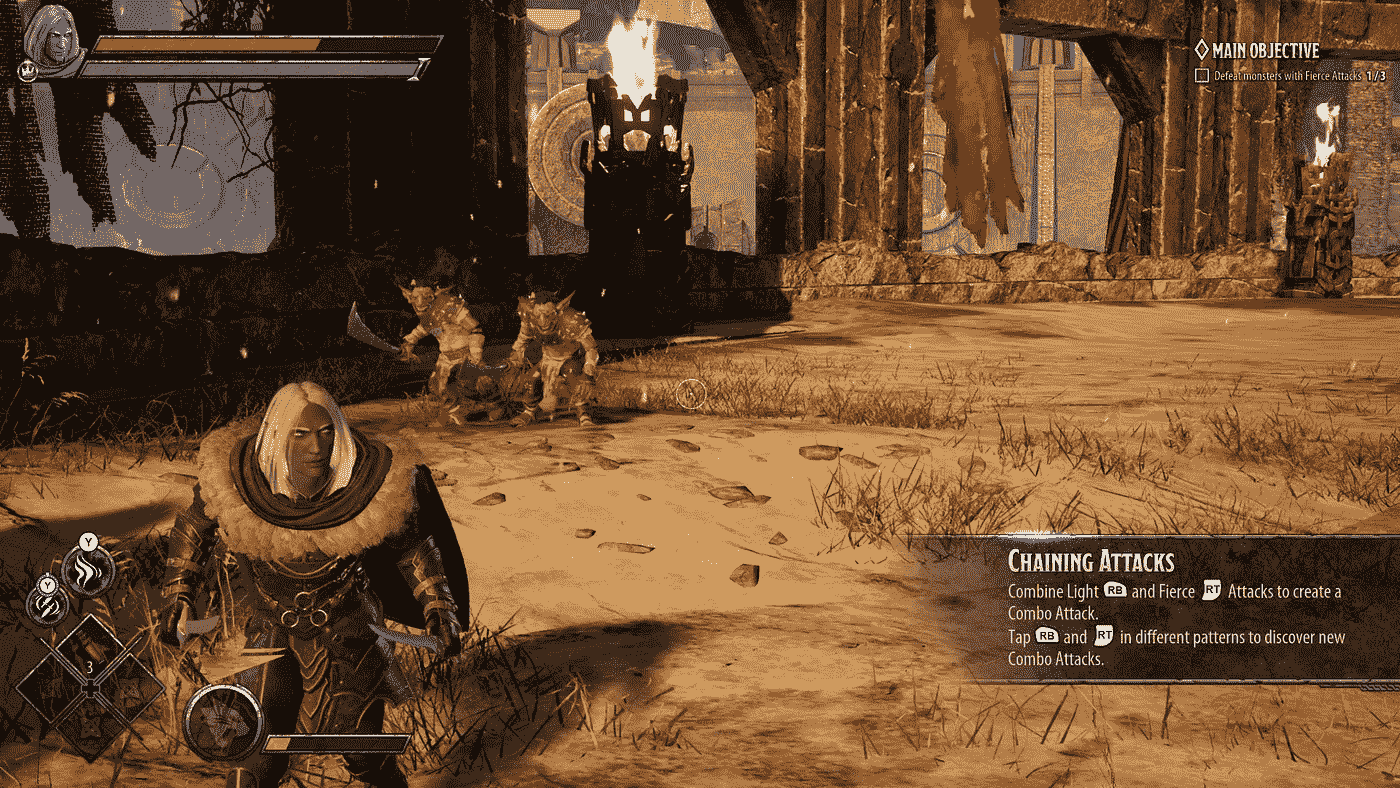 MAIN OBJECTIVE
Defeat monsters with Fierce Attacks 1/3
Y
Y
3
CHAINING ATTACKS
Combine Light RB and Fierce RT Attacks to create a
Combo Attack.
Tap RB and RT in different patterns to discover new
Combo Attacks.